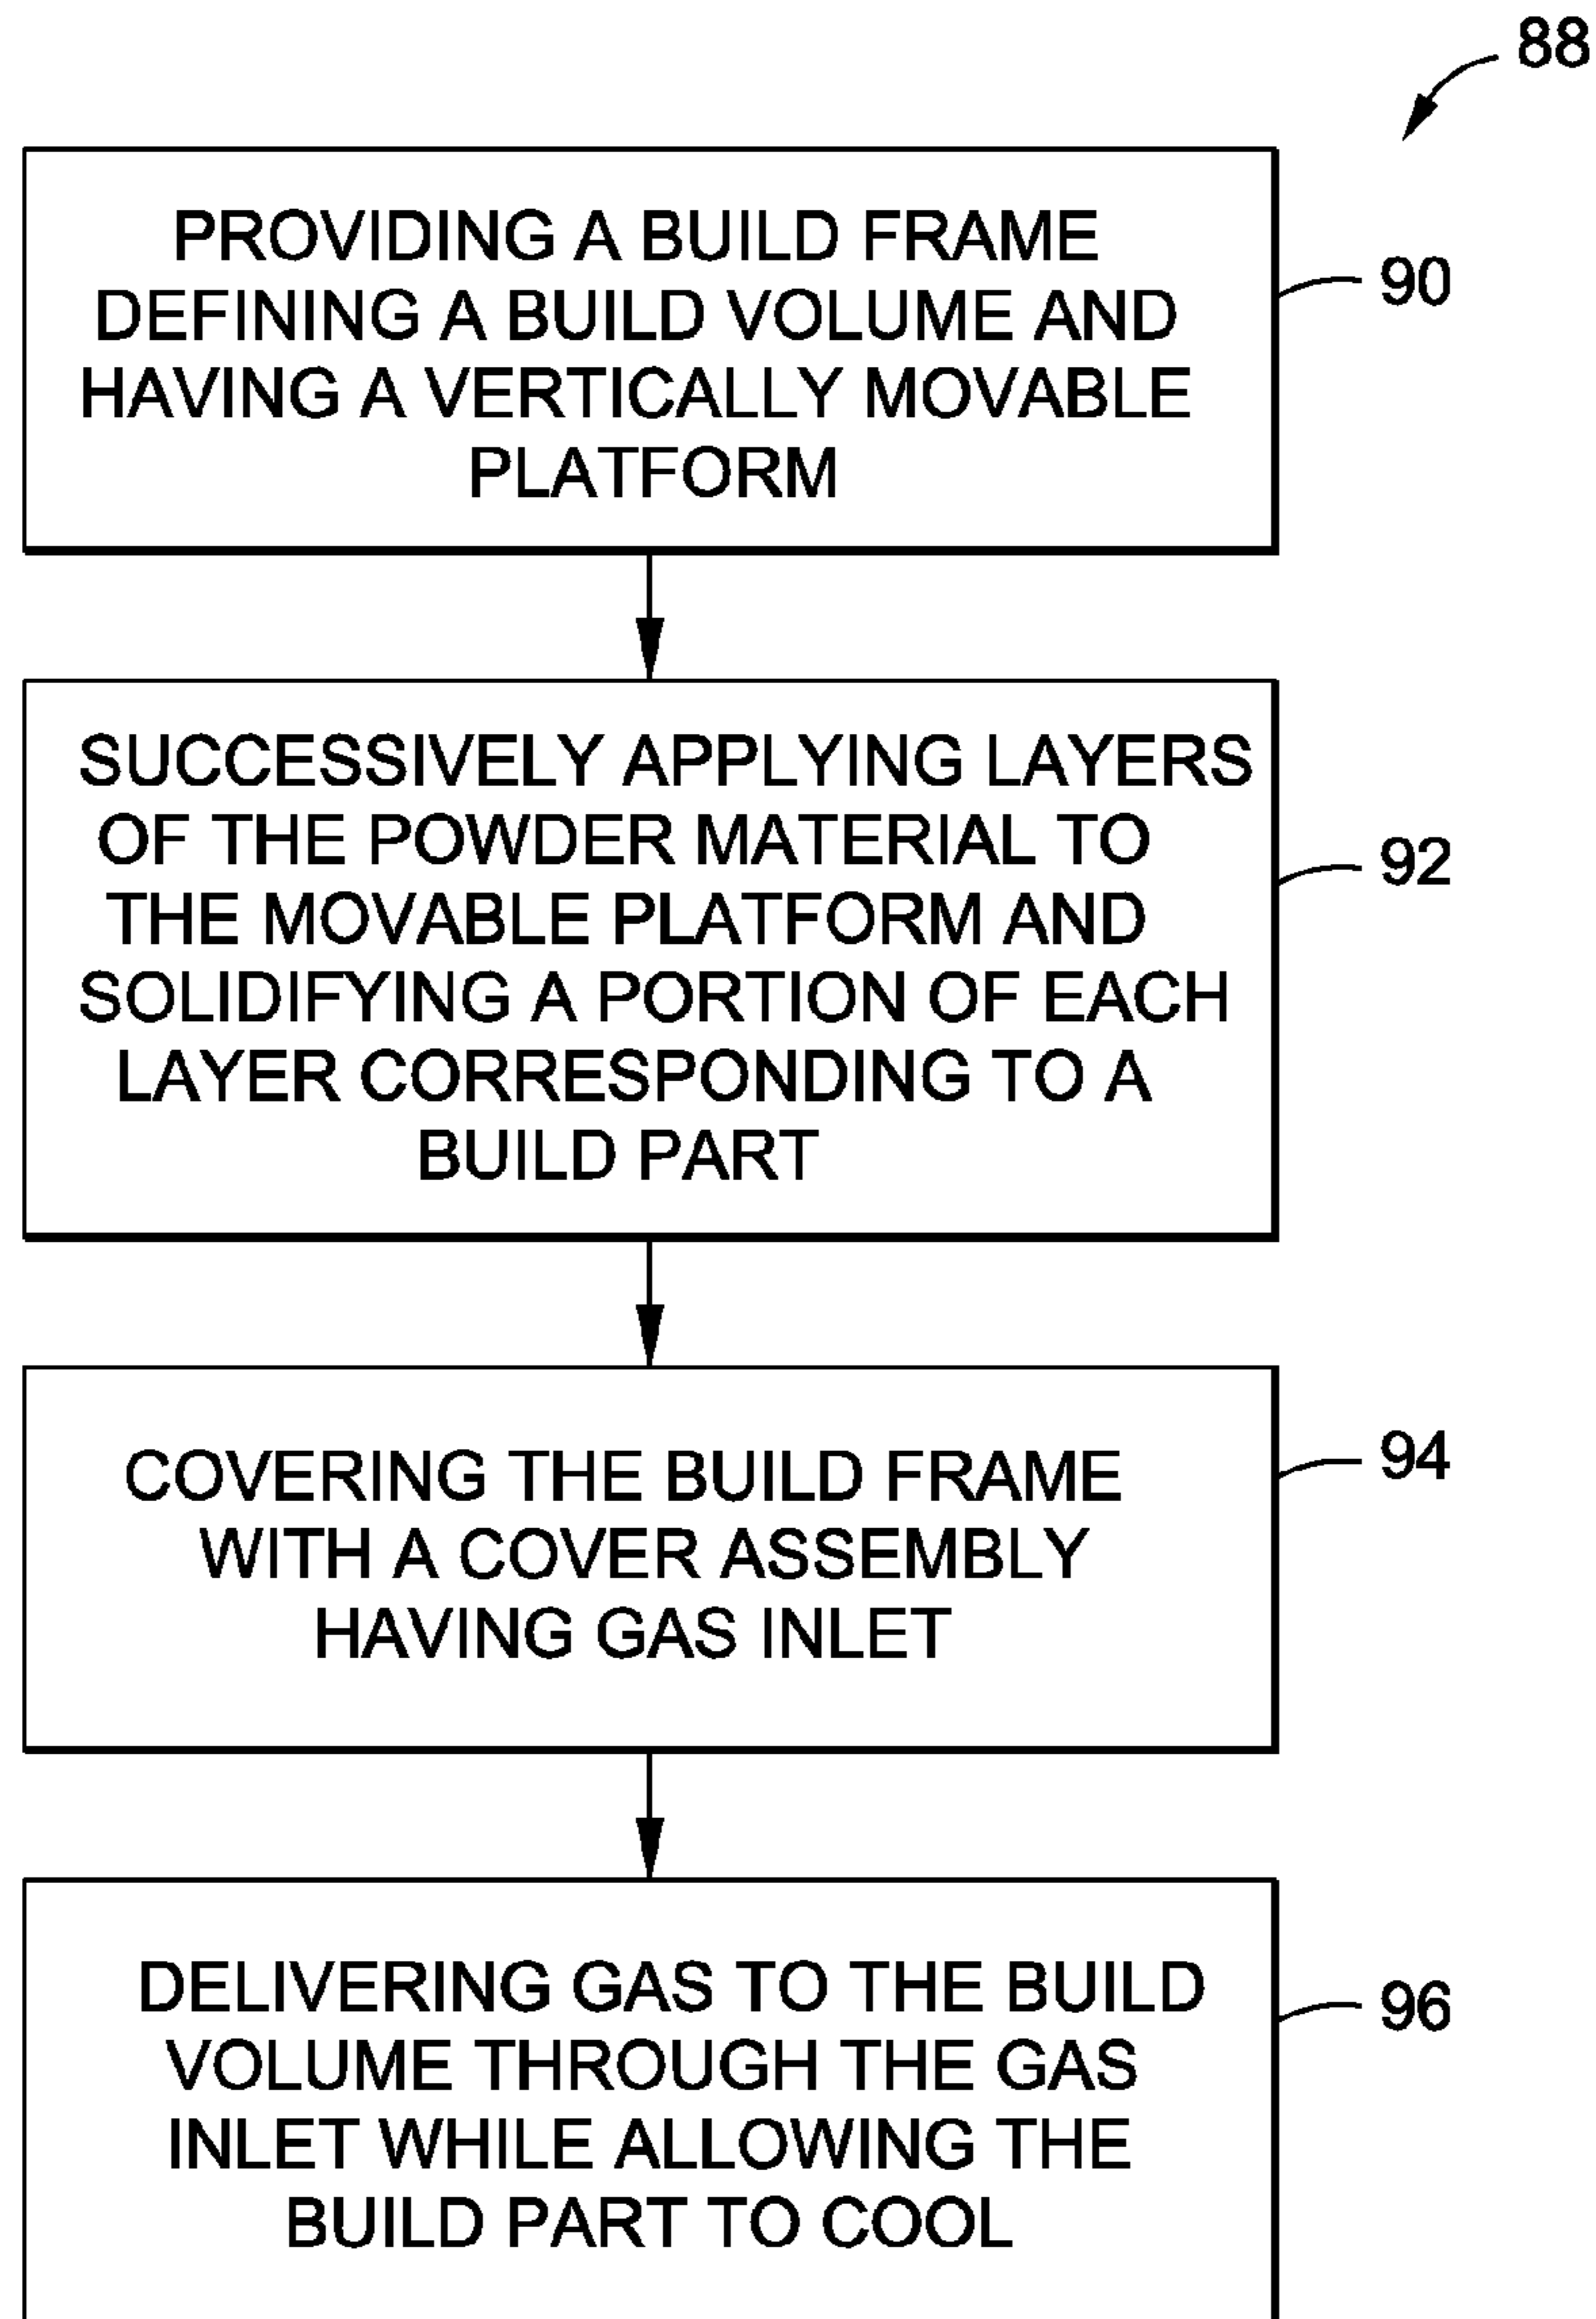 88
PROVIDING A BUILD FRAME
DEFINING A BUILD VOLUME AND
HAVING A VERTICALLY MOVABLE
PLATFORM
90
SUCCESSIVELY APPLYING LAYERS
OF THE POWDER MATERIAL TO
THE MOVABLE PLATFORM AND
SOLIDIFYING A PORTION OF EACH
LAYER CORRESPONDING TO A
BUILD PART
92
COVERING THE BUILD FRAME
WITH A COVER ASSEMBLY
HAVING GAS INLET
94
DELIVERING GAS TO THE BUILD
VOLUME THROUGH THE GAS
INLET WHILE ALLOWING THE
BUILD PART TO COOL
96